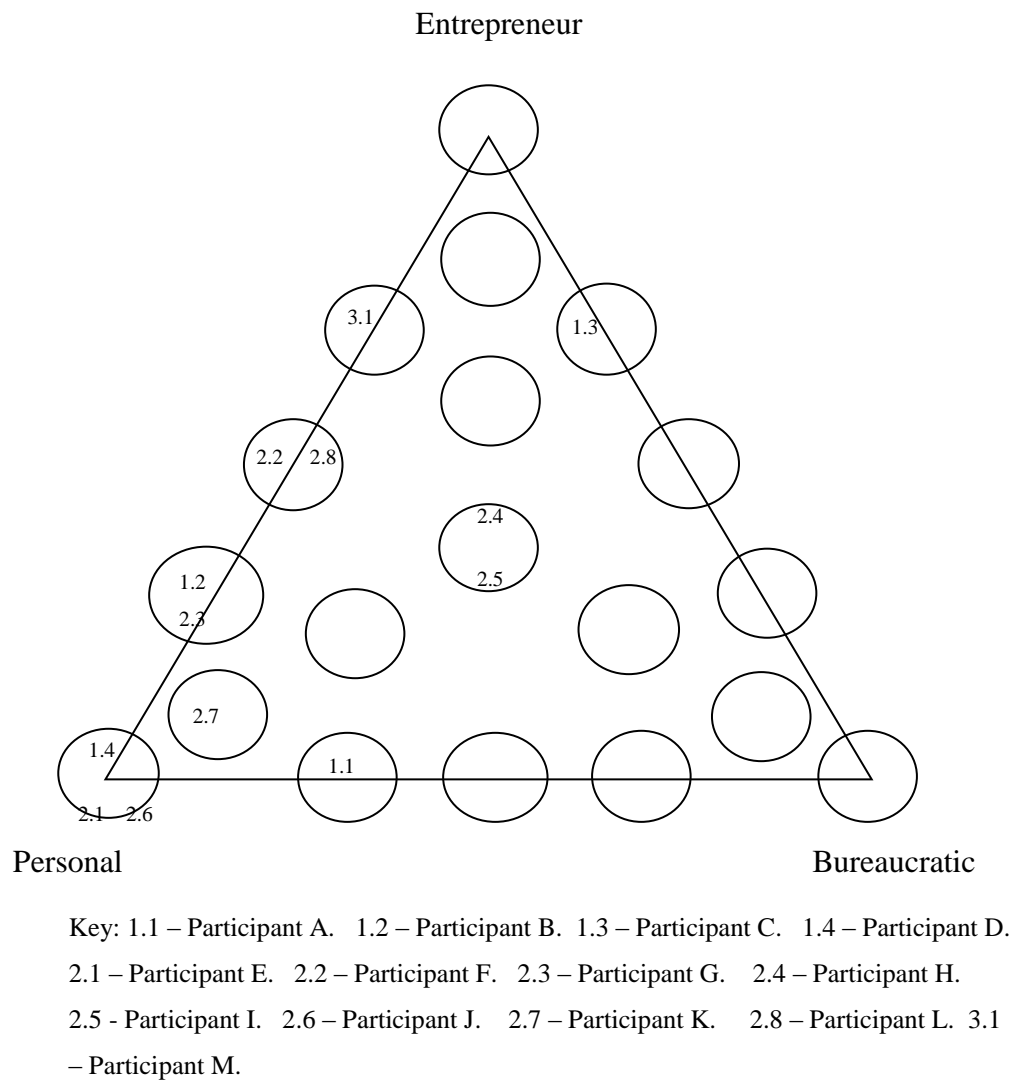 Entrepreneur
3.1
1.3
2.2 2.8
2.4
2.5
1.2
2.3
2.7
1.4
1.1
2.1 2.6
Personal Bureaucratic
Key: 1.1 – Participant A. 1.2 – Participant B. 1.3 – Participant C. 1.4 – Participant D.
2.1 – Participant E. 2.2 – Participant F. 2.3 – Participant G. 2.4 – Participant H.
2.5 - Participant I. 2.6 – Participant J. 2.7 – Participant K. 2.8 – Participant L. 3.1
– Participant M.